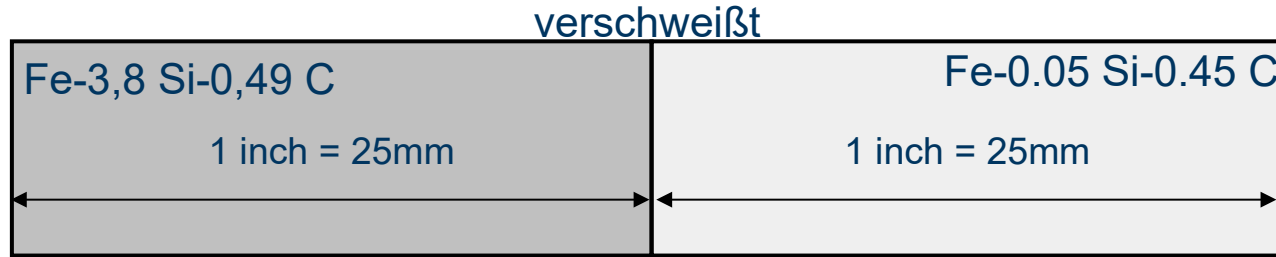 verschweißt
Fe-3,8 Si-0,49 C
Fe-0.05 Si-0.45 C
1 inch = 25mm
1 inch = 25mm